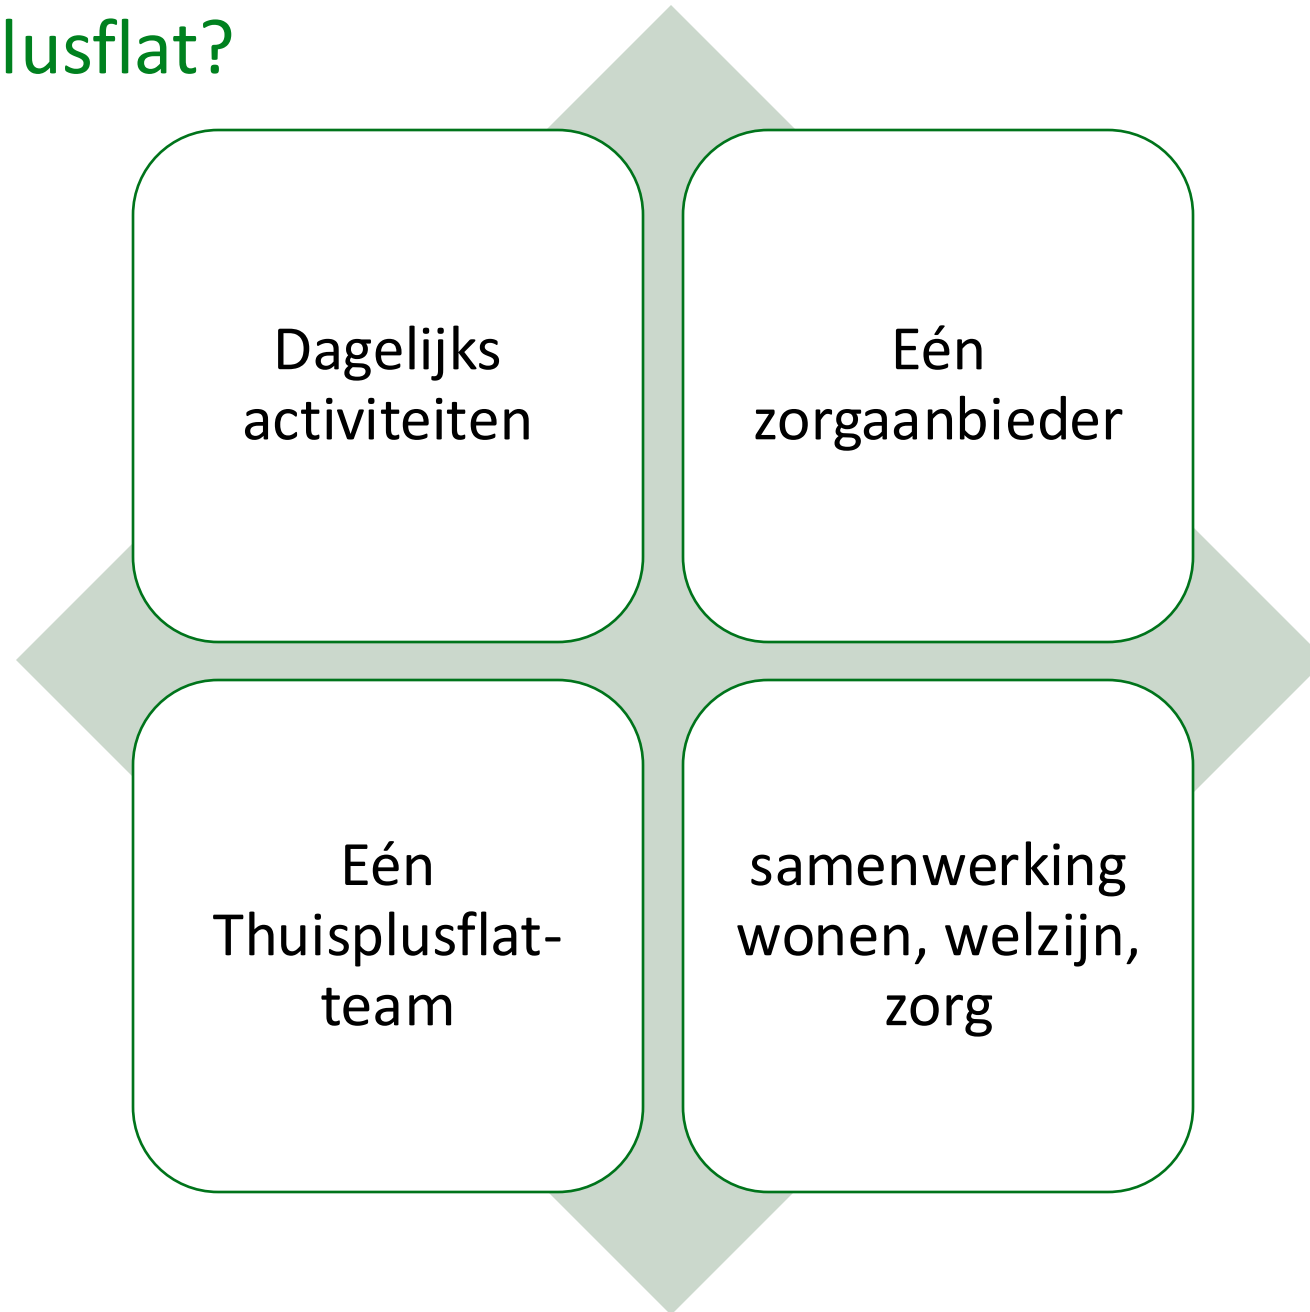 lusflat?
Dagelijks
activiteiten
Eén
zorgaanbieder
Eén
Thuisplusflat-
team
samenwerking
wonen, welzijn,
zorg